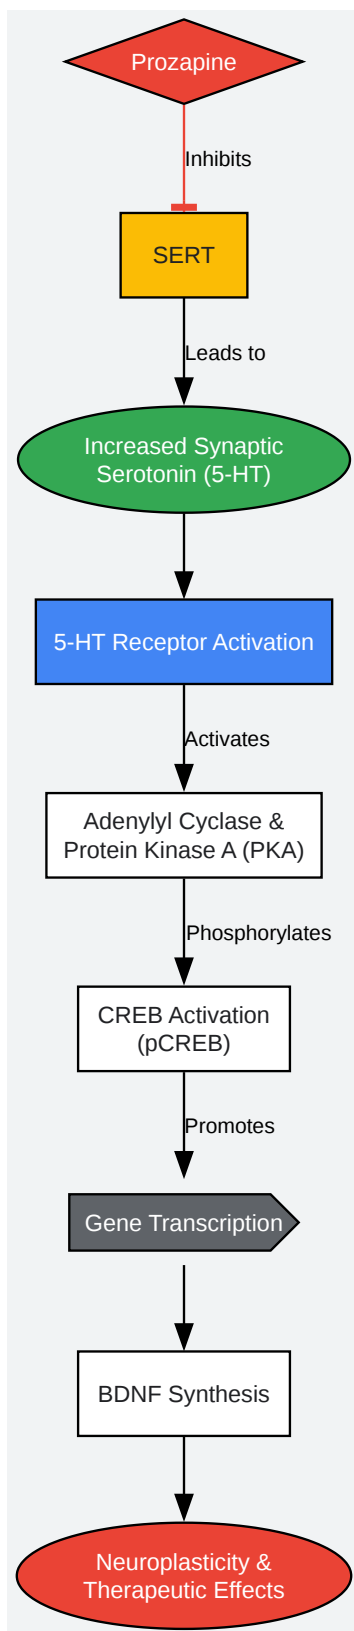 Prozapine
Inhibits
SERT
Leads to
Increased Synaptic
Serotonin (5-HT)
5-HT Receptor Activation
Activates
Adenylyl Cyclase &
Protein Kinase A (PKA)
Phosphorylates
CREB Activation
(pCREB)
Promotes
Gene Transcription
BDNF Synthesis
Neuroplasticity &
Therapeutic Effects